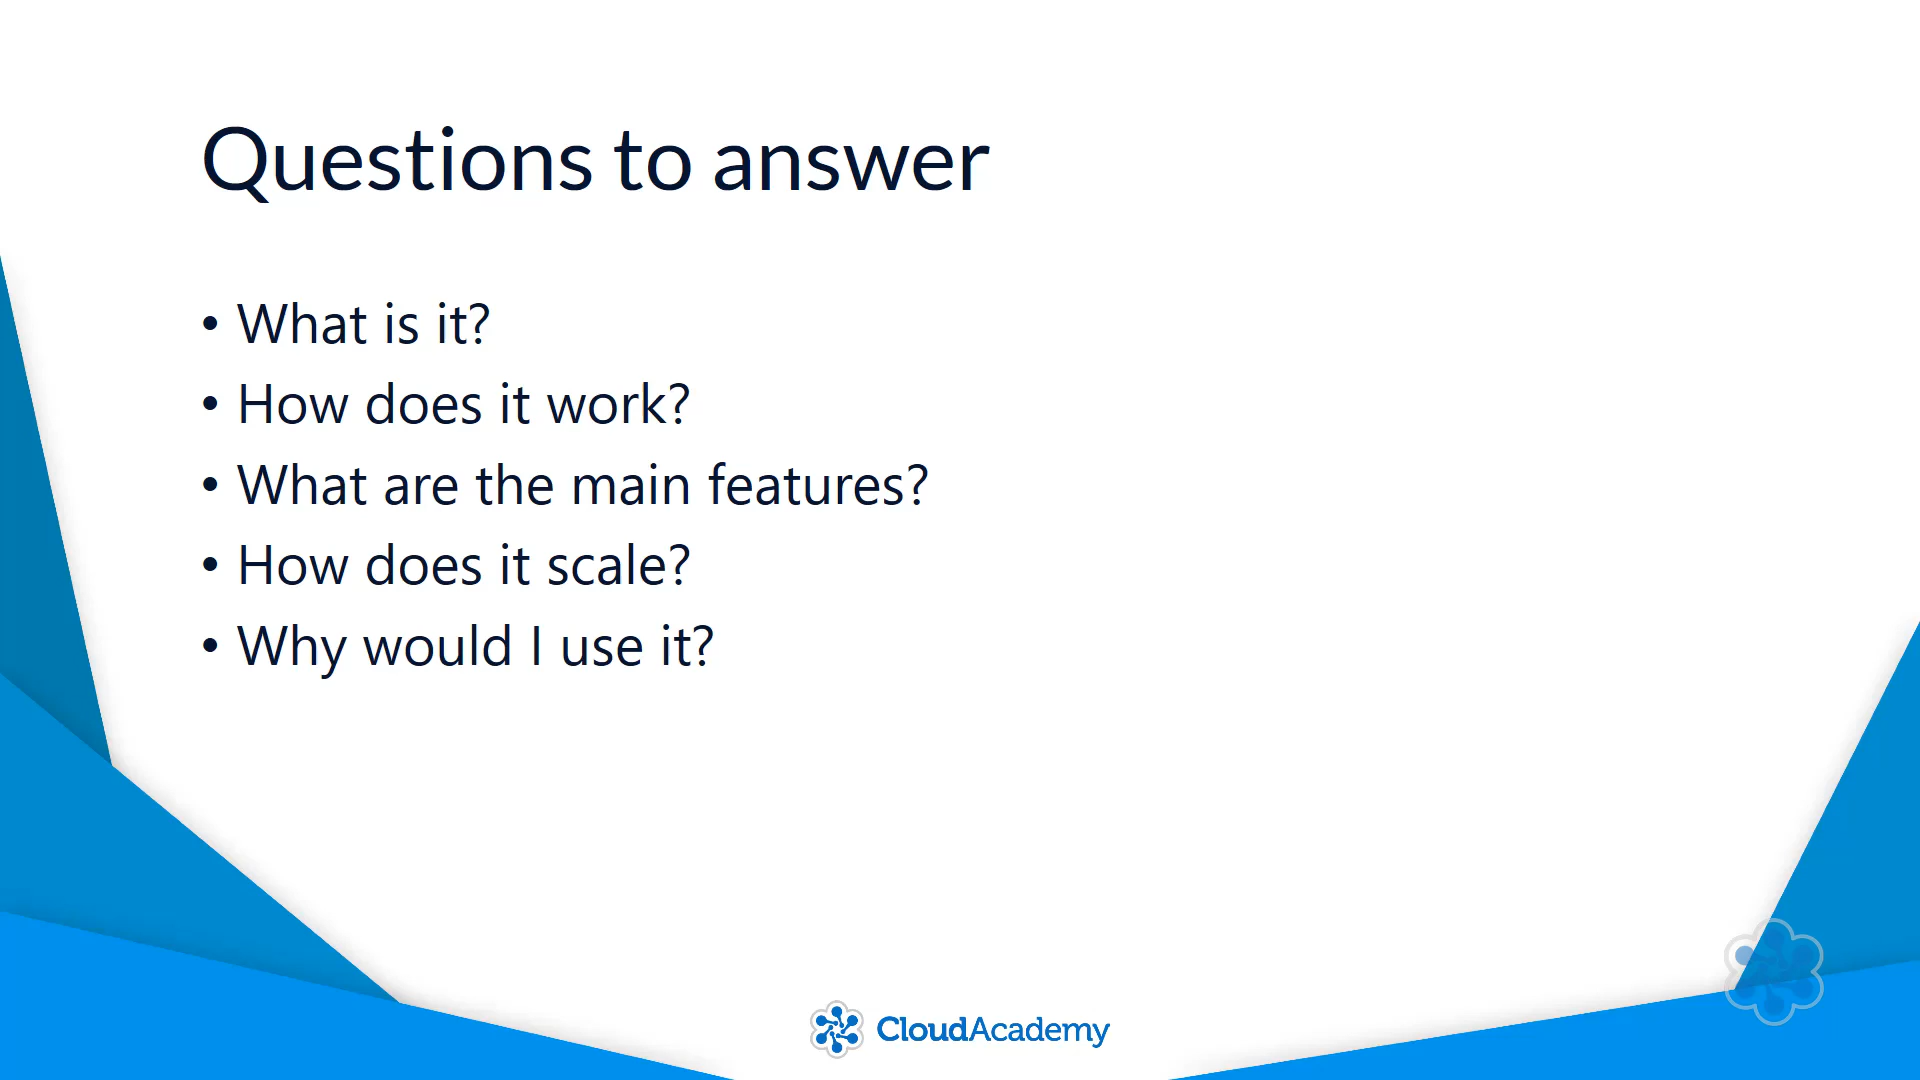 Questions to answer
• What is it?
• How does it work?
• What are the main features?
• How does it scale?
• Why would I use it?
CloudAcademy